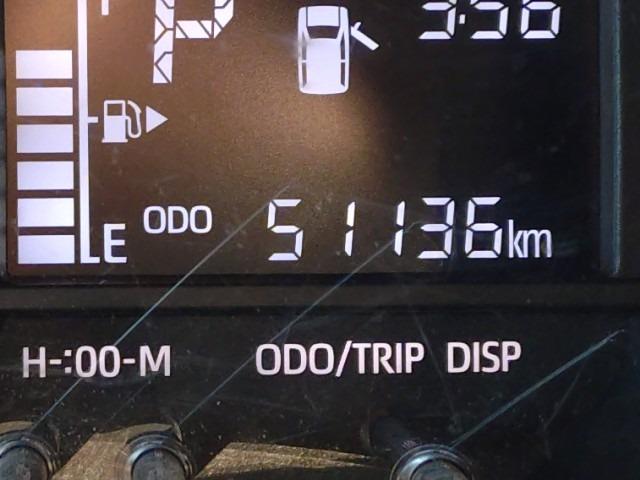 P 3:56
ODO 51136km
E
H-:00-M ODO/TRIP DISP